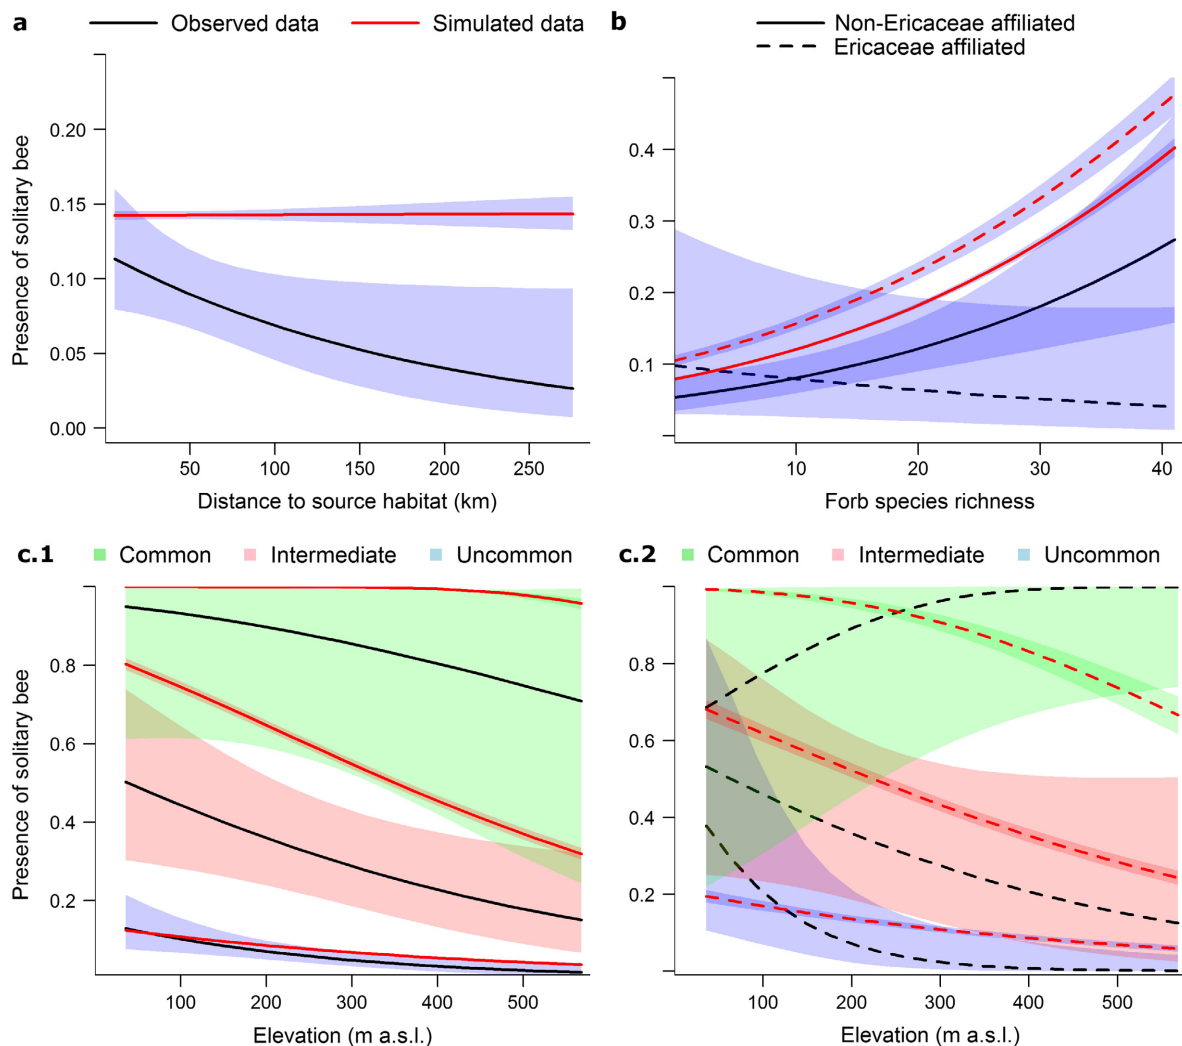 a
Observed data
Simulated data
b
Non-Ericaceae affiliated
Ericaceae affiliated
Presence of solitary bee
0.20
0.15
0.10
0.05
0.00
50
100
150
200
250
Distance to source habitat (km)
0.4
0.3
0.2
0.1
10
20
30
40
Forb species richness
c.1
Common
Intermediate
Uncommon
Presence of solitary bee
0.8
0.6
0.4
0.2
100
200
300
400
500
Elevation (m a.s.l.)
c.2
Common
Intermediate
Uncommon
0.8
0.6
0.4
0.2
100
200
300
400
500
Elevation (m a.s.l.)